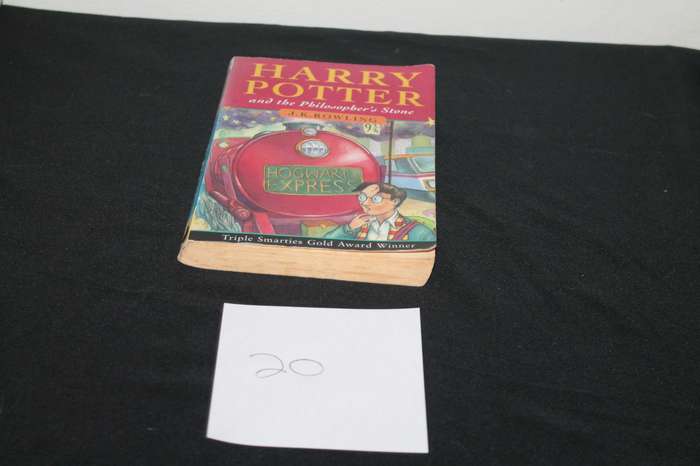 HARRY
POTTER
and the Philosopher's Stone
J.K.ROWLING
9¾
HOGWARTS
EXPRESS
Triple Smarties Gold Award Winner
20